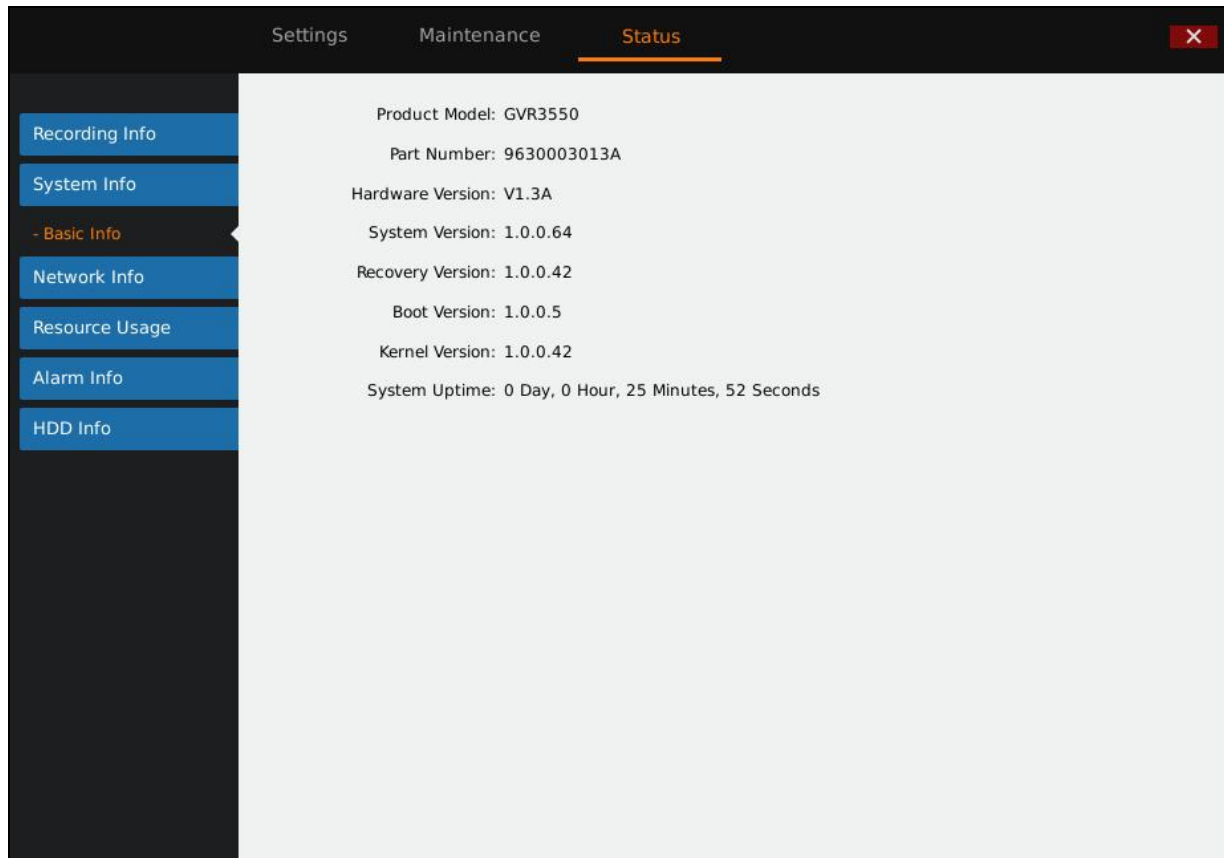 Settings Maintenance Status
Recording Info
System Info
- Basic Info
Network Info
Resource Usage
Alarm Info
HDD Info
Product Model: GVR3550
Part Number: 9630003013A
Hardware Version: V1.3A
System Version: 1.0.0.64
Recovery Version: 1.0.0.42
Boot Version: 1.0.0.5
Kernel Version: 1.0.0.42
System Uptime: 0 Day, 0 Hour, 25 Minutes, 52 Seconds